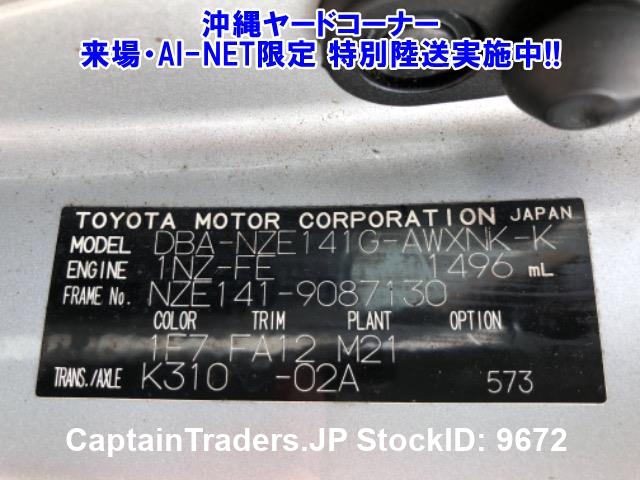 沖縄ヤードコーナー
来場・AI-NET限定 特別陸送実施中!!
TOYOTA MOTOR CORPORATION JAPAN
MODEL DBA-NZE141G-AWXNK-K
ENGINE 1NZ-FE 1496 mL
FRAME No. NZE141-9087130
COLOR TRIM PLANT OPTION
1E7 FA12 M21
TRANS./AXLE K310 -02A 573
CaptainTraders.JP StockID: 9672